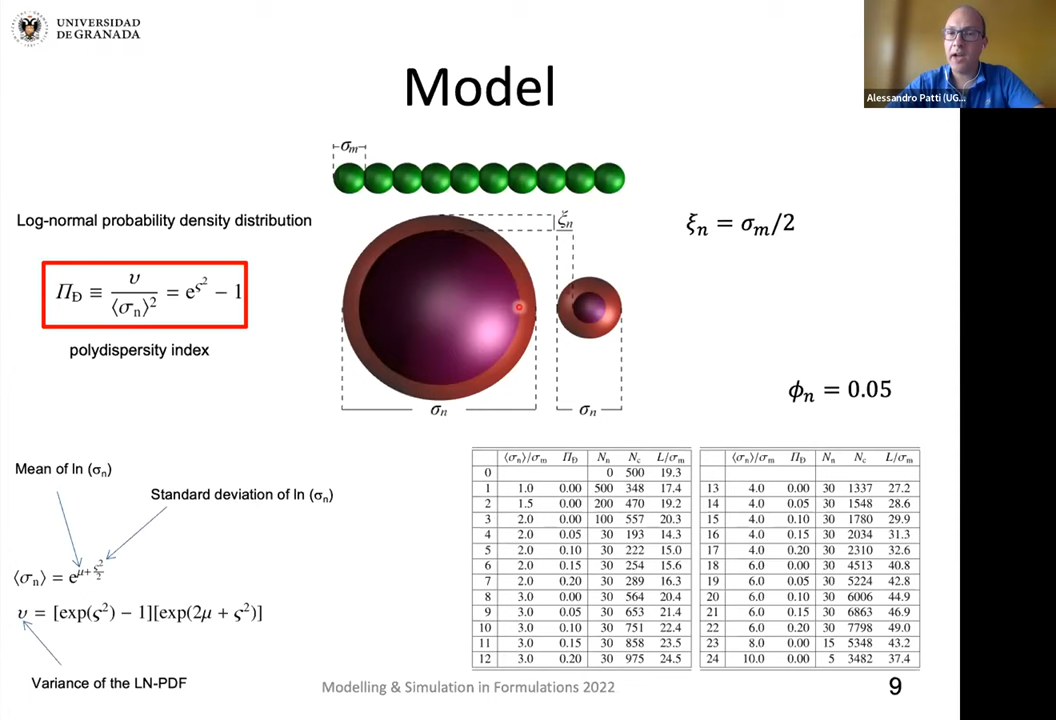 UNIVERSIDAD
DE GRANADA
Alessandro Patti (UG...
Model
σm
Log-normal probability density distribution
ξn
ξn = σm/2
ΠĐ ≡ υ/⟨σn⟩² = e^ς² − 1
polydispersity index
ϕn = 0.05
σn
σn
Mean of ln (σn)
Standard deviation of ln (σn)
⟨σn⟩ = e^μ+ς²/2
υ = [exp(ς²) − 1][exp(2μ + ς²)]
Variance of the LN-PDF
⟨σn⟩/σm ΠĐ Nn Nc L/σm
0 0 500 19.3
1 1.0 0.00 500 348 17.4
2 1.5 0.00 200 470 19.2
3 2.0 0.00 100 557 20.3
4 2.0 0.05 30 193 14.3
5 2.0 0.10 30 222 15.0
6 2.0 0.15 30 254 15.6
7 2.0 0.20 30 289 16.3
8 3.0 0.00 30 564 20.4
9 3.0 0.05 30 653 21.4
10 3.0 0.10 30 751 22.4
11 3.0 0.15 30 858 23.5
12 3.0 0.20 30 975 24.5
⟨σn⟩/σm ΠĐ Nn Nc L/σm
13 4.0 0.00 30 1337 27.2
14 4.0 0.05 30 1548 28.6
15 4.0 0.10 30 1780 29.9
16 4.0 0.15 30 2034 31.3
17 4.0 0.20 30 2310 32.6
18 6.0 0.00 30 4513 40.8
19 6.0 0.05 30 5224 42.8
20 6.0 0.10 30 6006 44.9
21 6.0 0.15 30 6863 46.9
22 6.0 0.20 30 7798 49.0
23 8.0 0.00 15 5348 43.2
24 10.0 0.00 5 3482 37.4
Modelling & Simulation in Formulations 2022
9